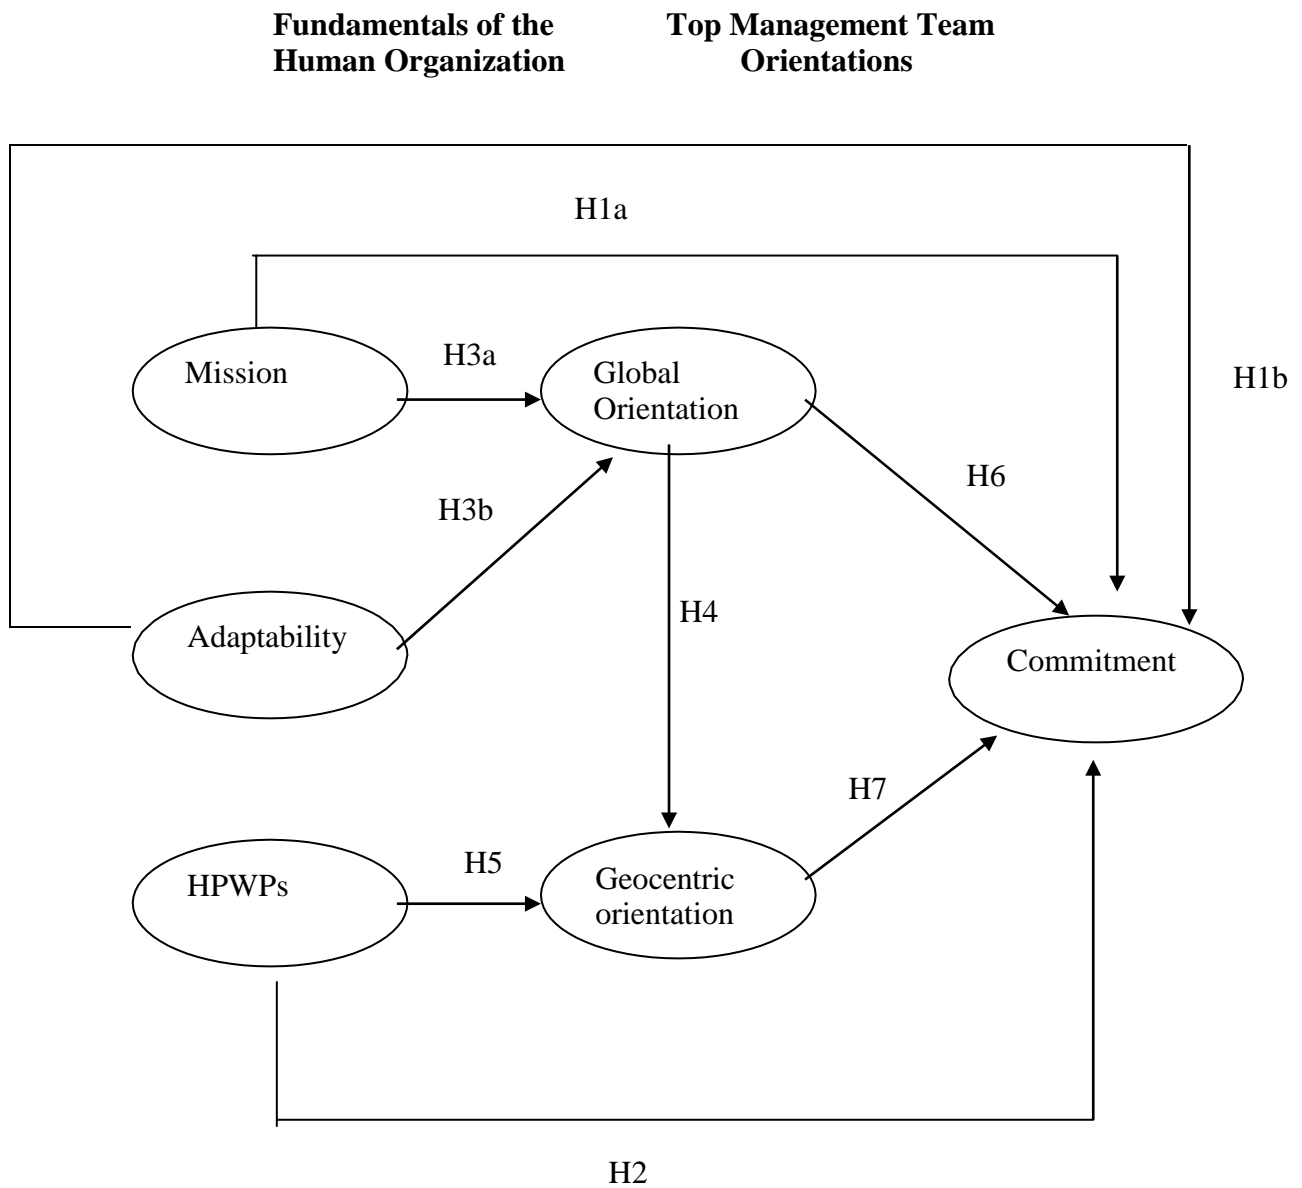 Fundamentals of the
Human Organization
Top Management Team
Orientations
H1a
Mission
H3a
Global
Orientation
H1b
H6
H3b
Adaptability
H4
Commitment
H7
HPWPs
H5
Geocentric
orientation
H2